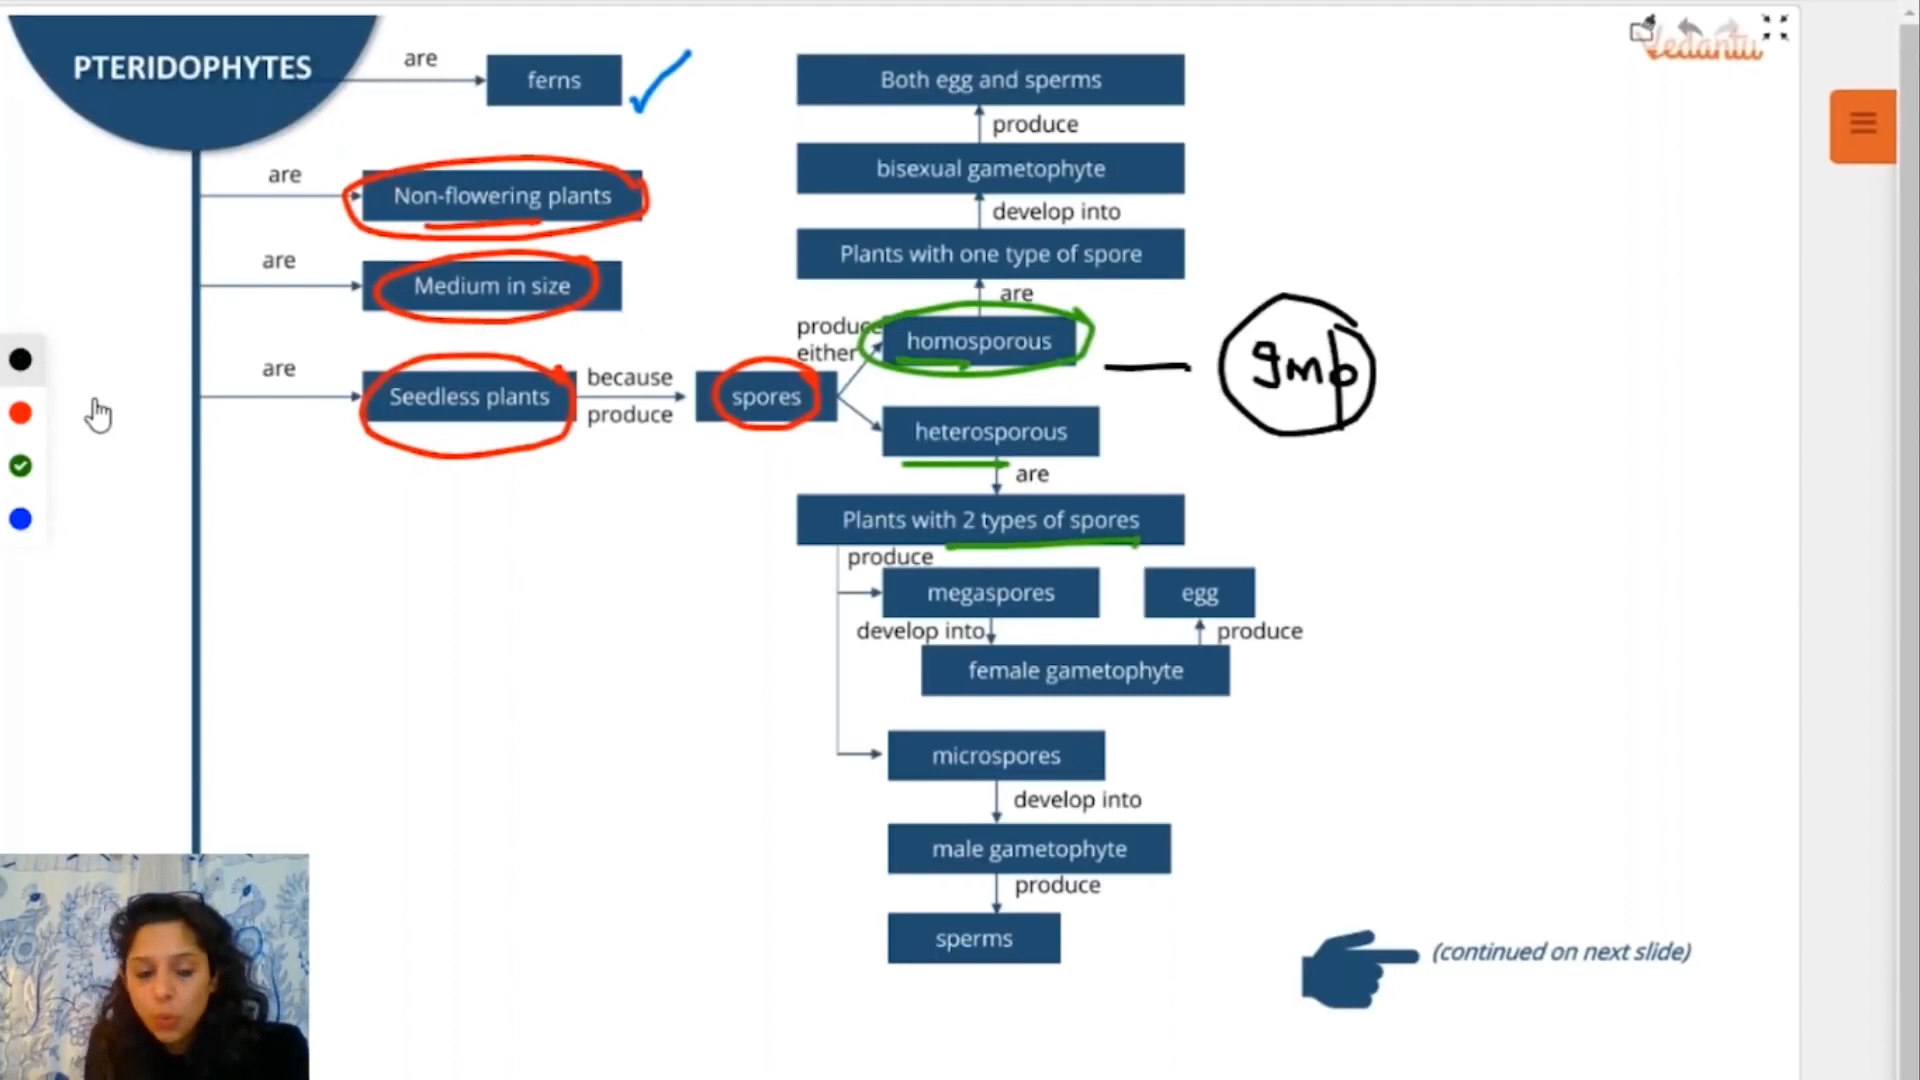 PTERIDOPHYTES
are
ferns
are
Non-flowering plants
are
Medium in size
are
Seedless plants
because
produce
spores
produce
either
Both egg and sperms
produce
bisexual gametophyte
develop into
Plants with one type of spore
are
homosporous
Imp
heterosporous
are
Plants with 2 types of spores
produce
megaspores
egg
develop into
produce
female gametophyte
microspores
develop into
male gametophyte
produce
sperms
(continued on next slide)
Vedantu